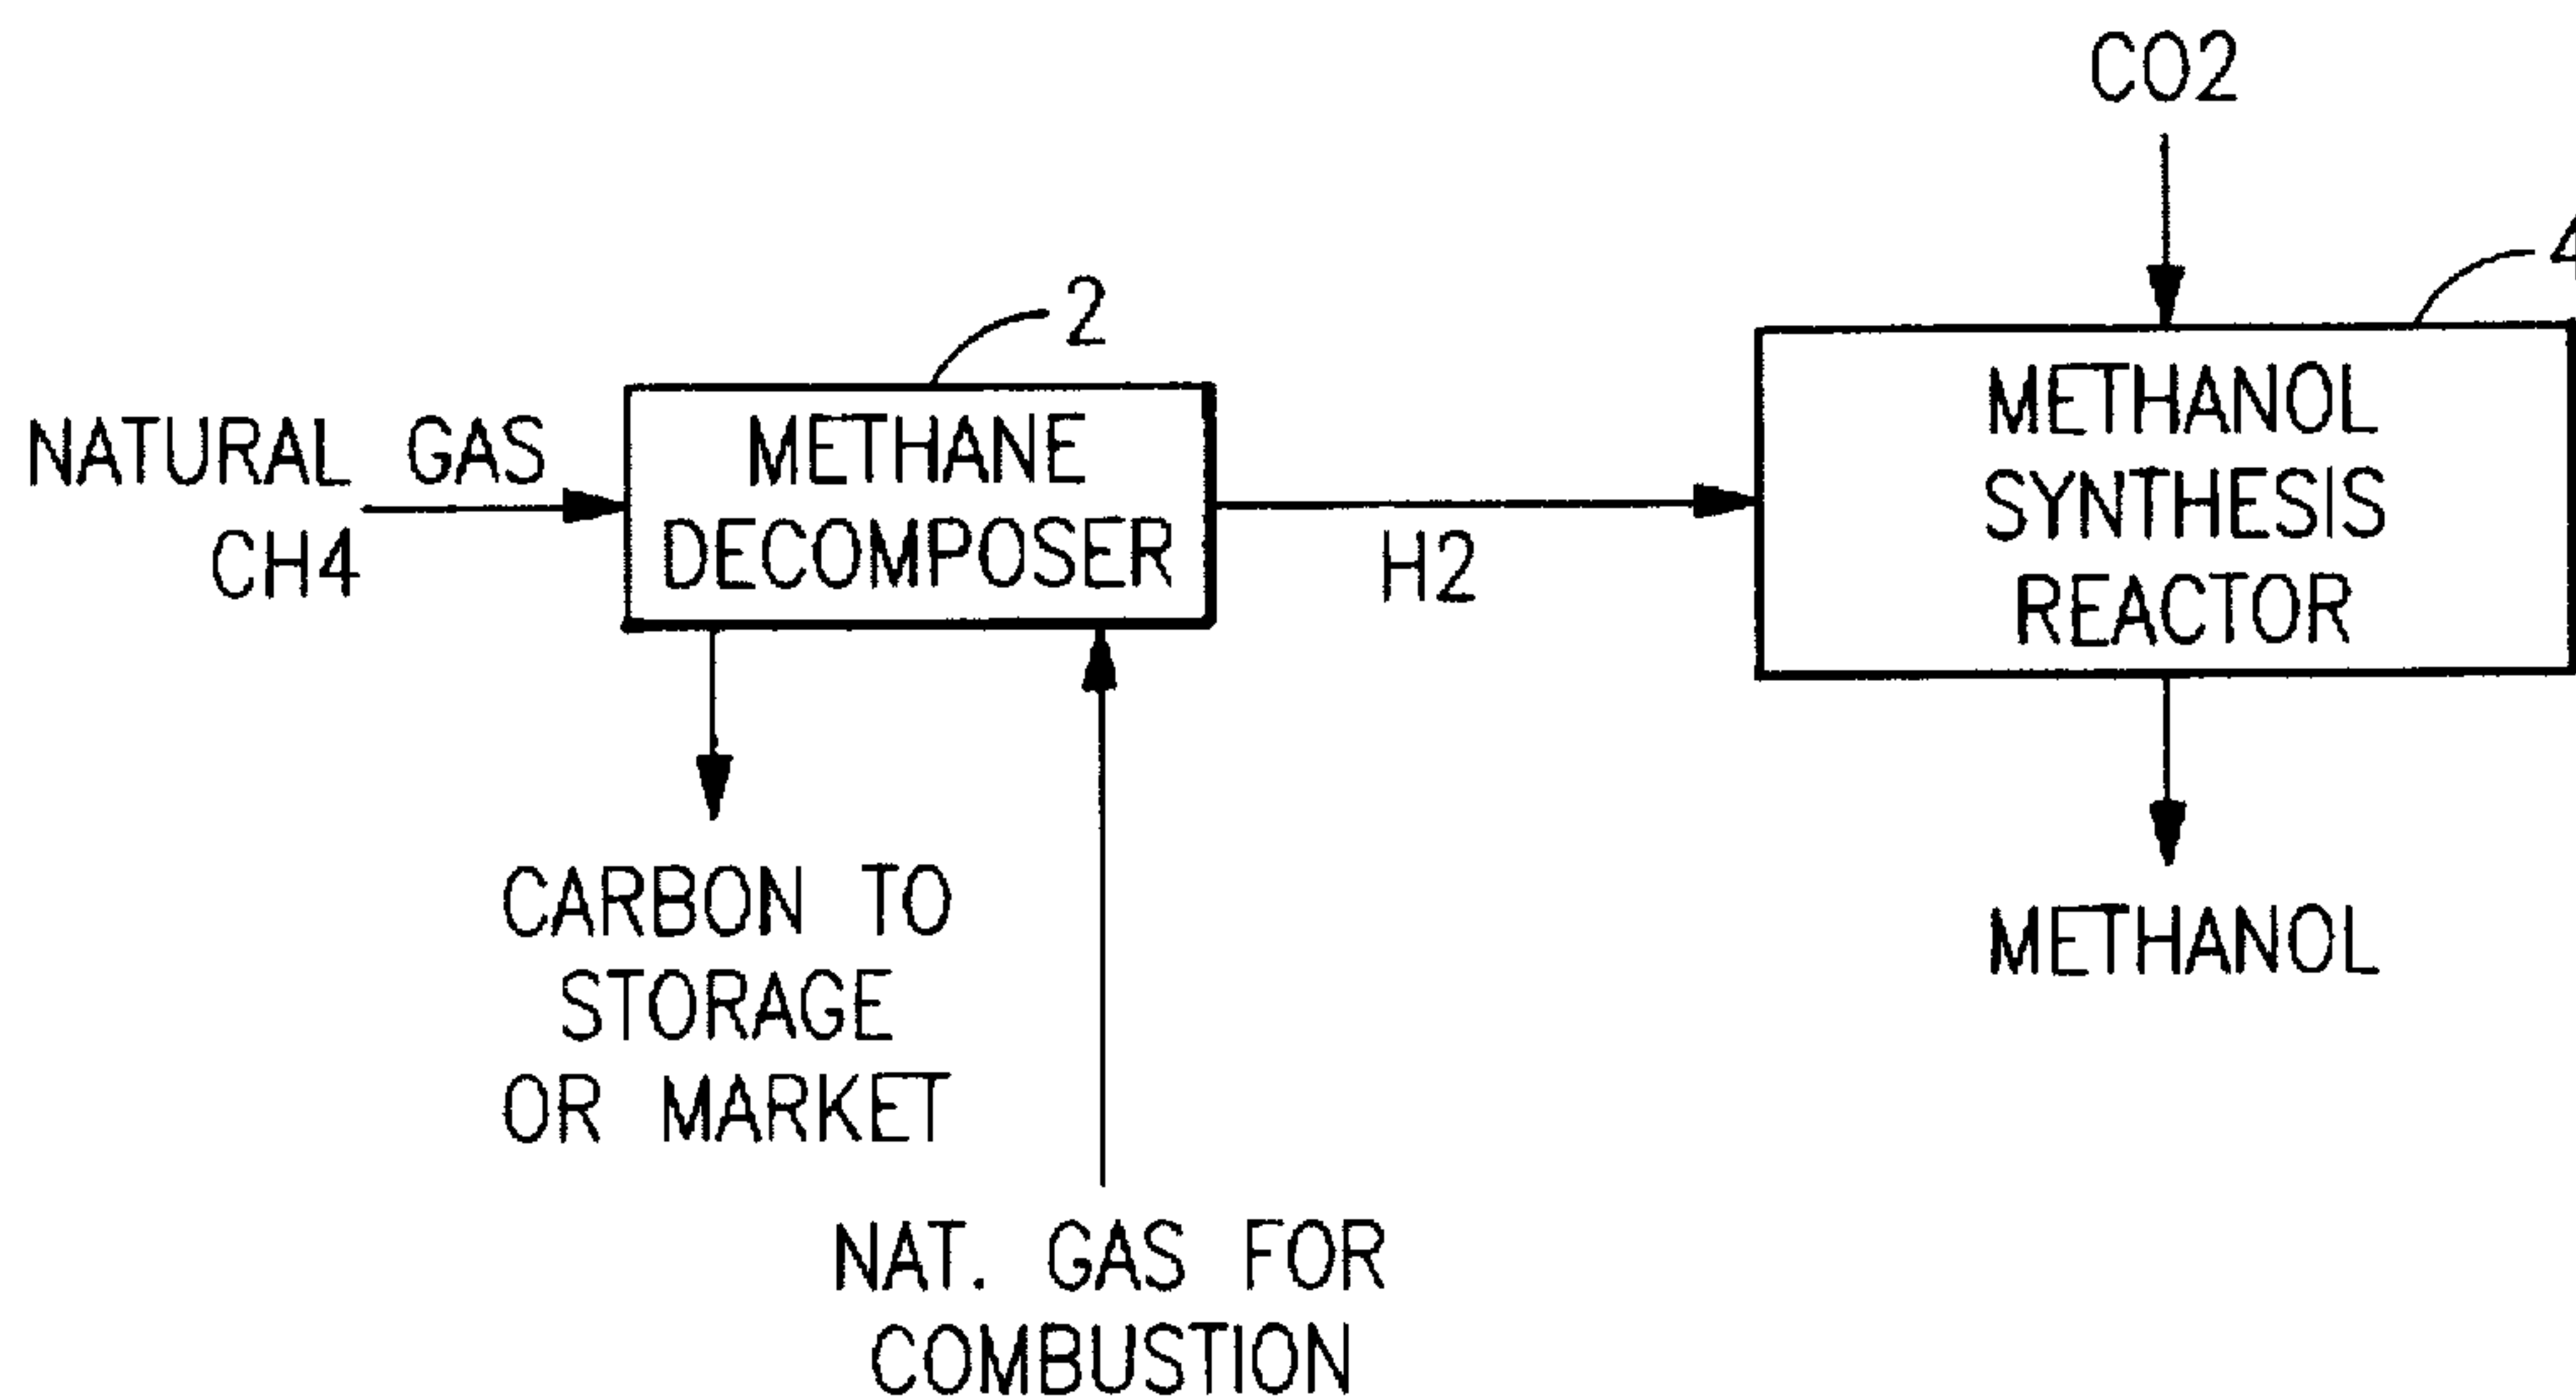 CO2
4
2
NATURAL GAS
CH4
METHANE
DECOMPOSER
H2
METHANOL
SYNTHESIS
REACTOR
CARBON TO
STORAGE
OR MARKET
METHANOL
NAT. GAS FOR
COMBUSTION